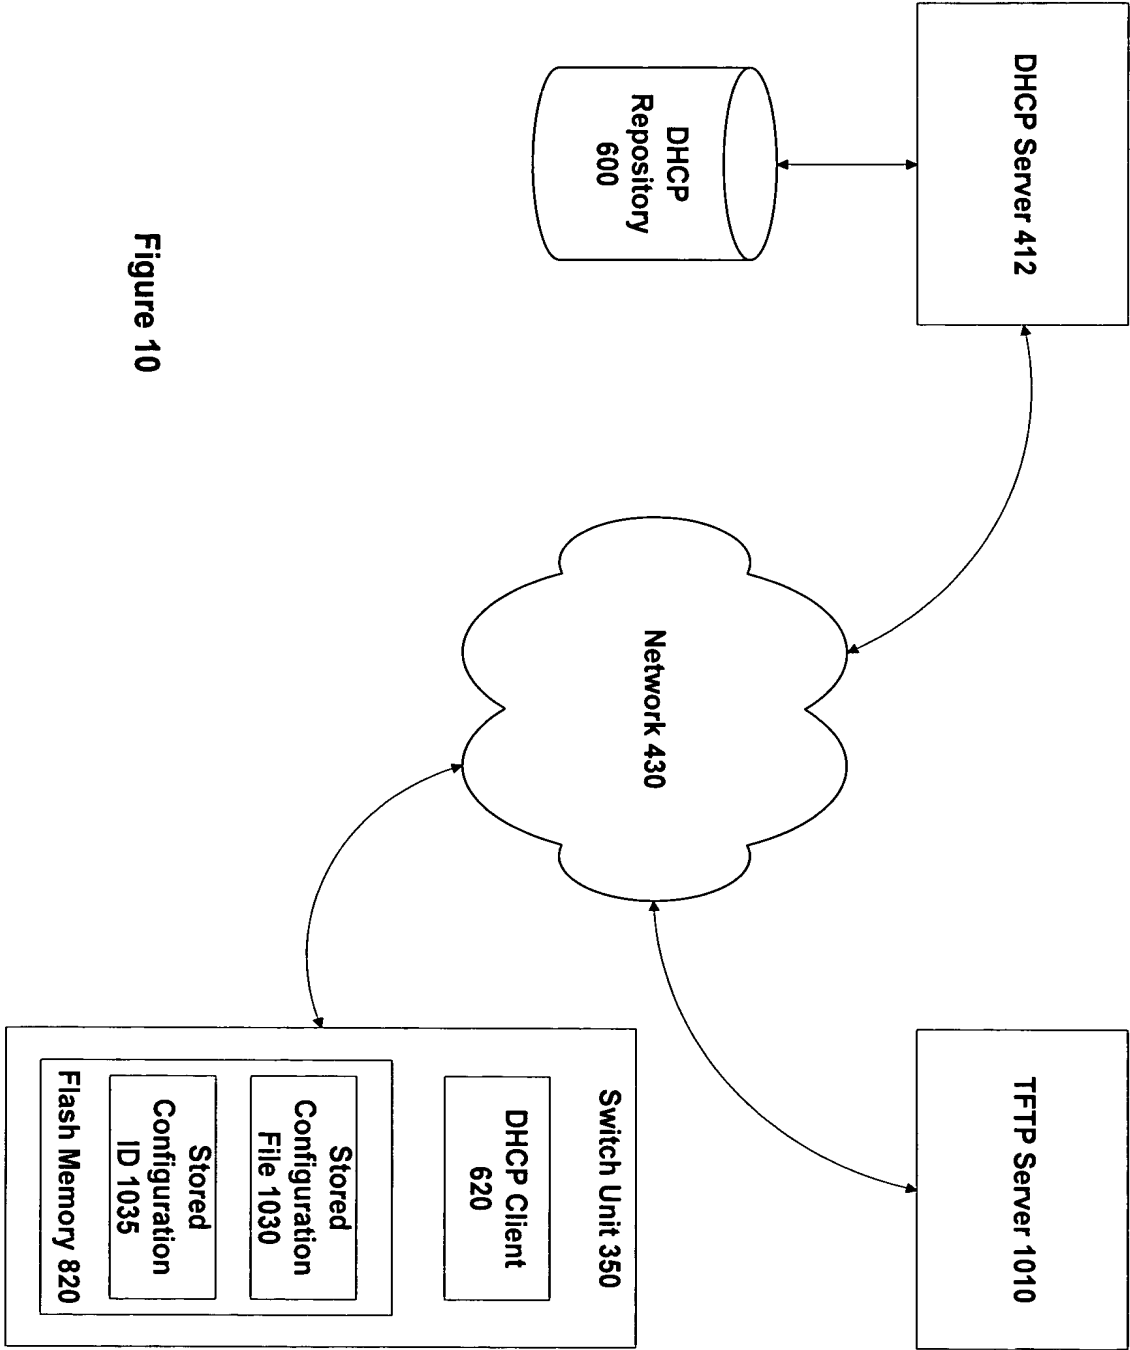 DHCP Server 412
DHCP
Repository
600
Network 430
TFTP Server 1010
Switch Unit 350
DHCP Client
620
Stored
Configuration
File 1030
Stored
Configuration
ID 1035
Flash Memory 820
Figure 10